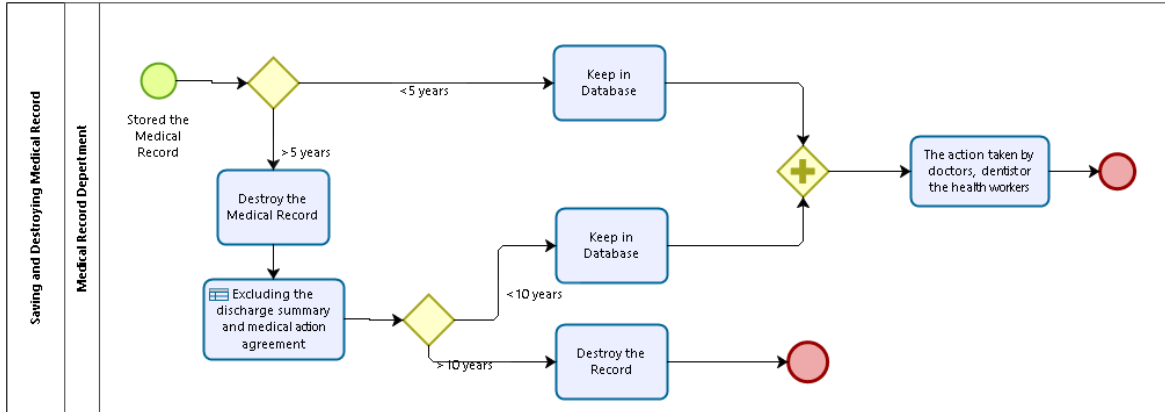 Saving and Destroying Medical Record
Medical Record Depertment
Stored the
Medical
Record
<5 years
>5 years
Keep in
Database
Destroy the
Medical Record
Excluding the
discharge summary
and medical action
agreement
Keep in
Database
< 10 years
> 10 years
Destroy the
Record
The action taken by
doctors, dentist or
the health workers